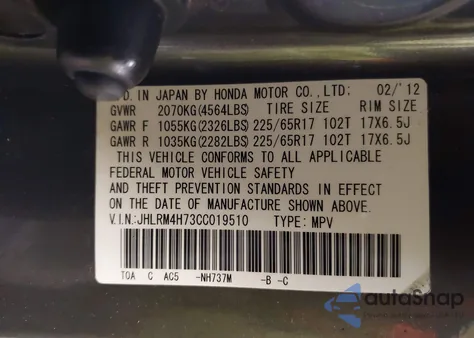 MFD. IN JAPAN BY HONDA MOTOR CO., LTD: 02/'12
GVWR 2070KG(4564LBS) TIRE SIZE RIM SIZE
GAWR F 1055KG(2326LBS) 225/65R17 102T 17X6.5J
GAWR R 1035KG(2282LBS) 225/65R17 102T 17X6.5J
THIS VEHICLE CONFORMS TO ALL APPLICABLE
FEDERAL MOTOR VEHICLE SAFETY
AND THEFT PREVENTION STANDARDS IN EFFECT
ON THE DATE OF MANUFACTURE SHOWN ABOVE.
V.I.N.:JHLRM4H73CC019510 TYPE: MPV
TOA C AC5 -NH737M -B -C
autoSnap